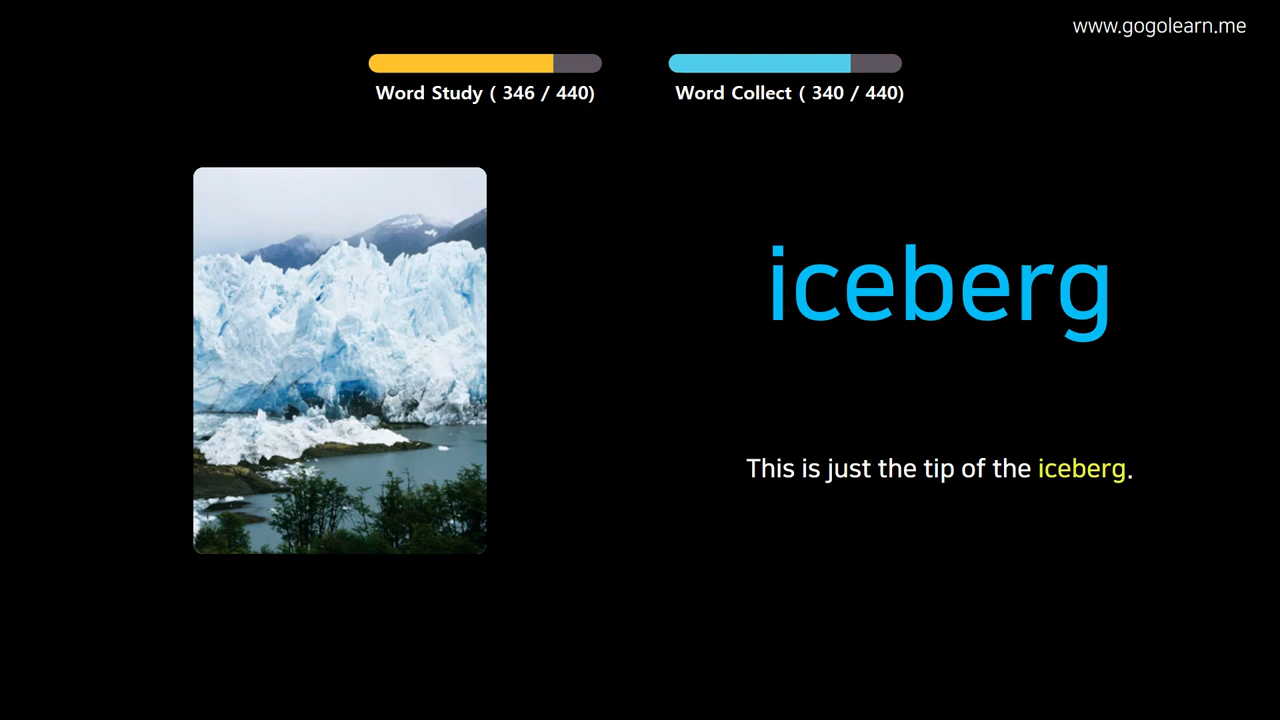 www.gogolearn.me
Word Study ( 346 / 440)
Word Collect ( 340 / 440)
iceberg
This is just the tip of the iceberg.